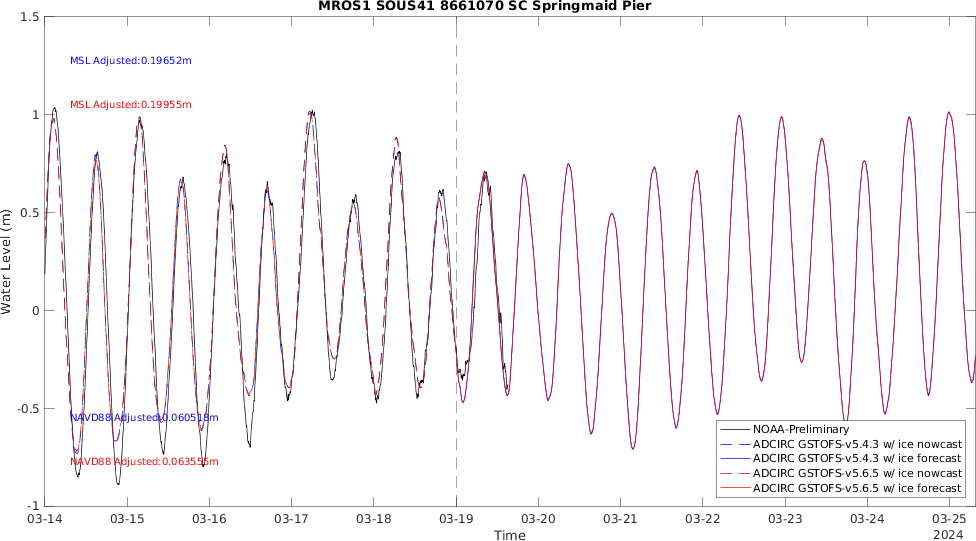 MROS1 SOUS41 8661070 SC Springmaid Pier
1.5
1
0.5
0
-0.5
-1
Water Level (m)
MSL Adjusted:0.19652m
MSL Adjusted:0.19955m
NAVD88 Adjusted:0.060518m
NAVD88 Adjusted:0.063555m
NOAA-Preliminary
ADCIRC GSTOFS-v5.4.3 w/ ice nowcast
ADCIRC GSTOFS-v5.4.3 w/ ice forecast
ADCIRC GSTOFS-v5.6.5 w/ ice nowcast
ADCIRC GSTOFS-v5.6.5 w/ ice forecast
03-14 03-15 03-16 03-17 03-18 03-19 03-20 03-21 03-22 03-23 03-24 03-25
2024
Time